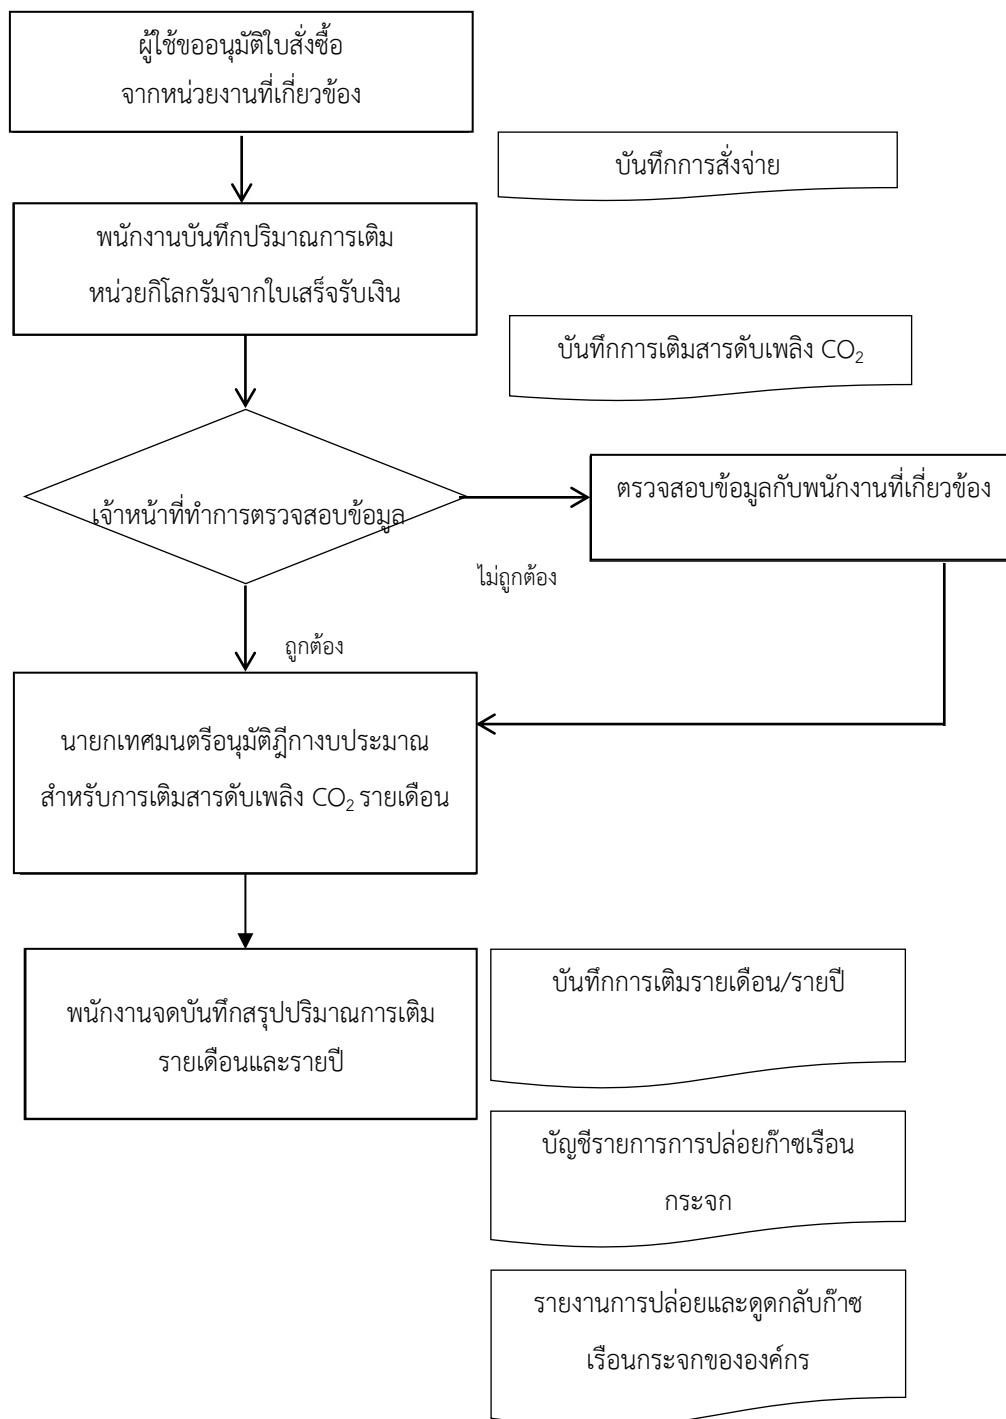 ผู้ใช้ขออนุมัติใบสั่งซื้อ
จากหน่วยงานที่เกี่ยวข้อง
บันทึกการสั่งจ่าย
พนักงานบันทึกปริมาณการเติม
หน่วยกิโลกรัมจากใบเสร็จรับเงิน
บันทึกการเติมสารดับเพลิง CO₂
เจ้าหน้าที่ทำการตรวจสอบข้อมูล
ตรวจสอบข้อมูลกับพนักงานที่เกี่ยวข้อง
ไม่ถูกต้อง
ถูกต้อง
นายกเทศมนตรีอนุมัติฎีกางบประมาณ
สำหรับการเติมสารดับเพลิง CO₂ รายเดือน
พนักงานจดบันทึกสรุปปริมาณการเติม
รายเดือนและรายปี
บันทึกการเติมรายเดือน/รายปี
บัญชีรายการการปล่อยก๊าซเรือน
กระจก
รายงานการปล่อยและดูดกลับก๊าซ
เรือนกระจกขององค์กร